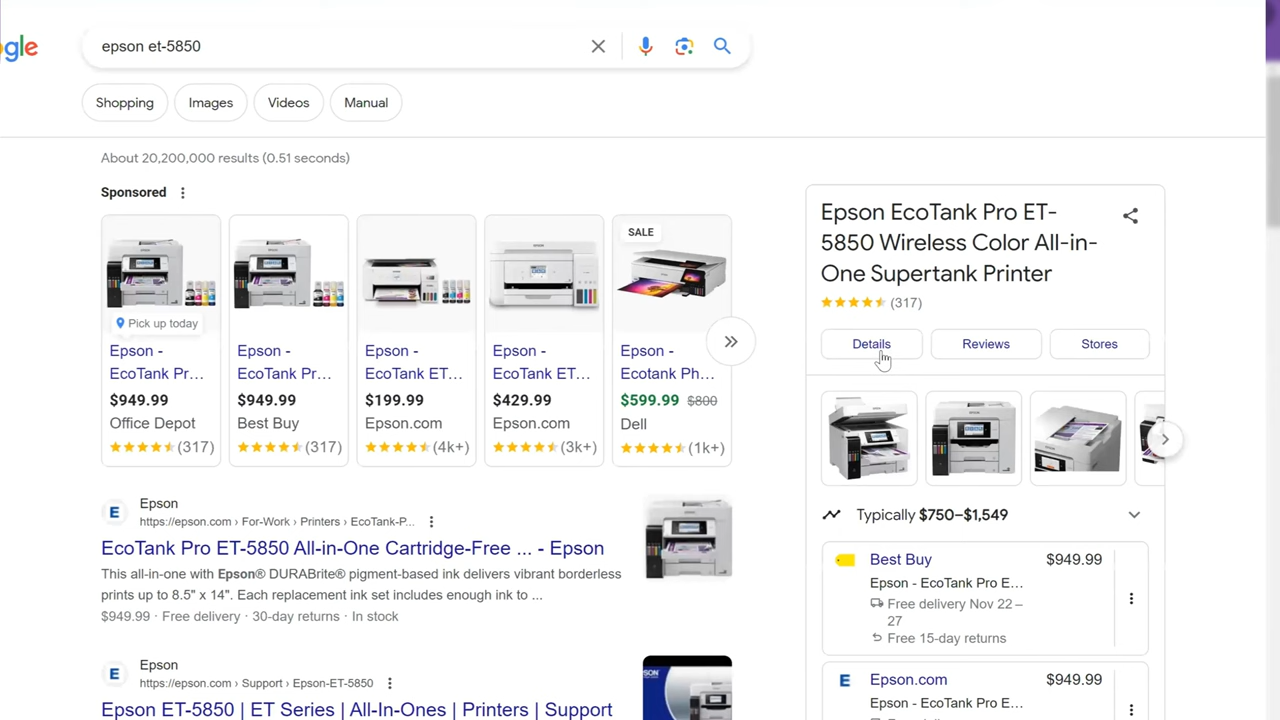 gle
epson et-5850
Shopping
Images
Videos
Manual
About 20,200,000 results (0.51 seconds)
Sponsored
Pick up today
Epson -
EcoTank Pr...
$949.99
Office Depot
(317)
Epson -
EcoTank Pr...
$949.99
Best Buy
(317)
Epson -
EcoTank ET...
$199.99
Epson.com
(4k+)
Epson -
EcoTank ET...
$429.99
Epson.com
(3k+)
SALE
Epson -
Ecotank Ph...
$599.99 $800
Dell
(1k+)
E
Epson
https://epson.com › For-Work › Printers › EcoTank-P...
EcoTank Pro ET-5850 All-in-One Cartridge-Free ... - Epson
This all-in-one with Epson® DURABrite® pigment-based ink delivers vibrant borderless
prints up to 8.5" x 14". Each replacement ink set includes enough ink to ...
$949.99 · Free delivery · 30-day returns · In stock
E
Epson
https://epson.com › Support › Epson-ET-5850
Epson ET-5850 | ET Series | All-In-Ones | Printers | Support
SON
Epson EcoTank Pro ET-
5850 Wireless Color All-in-
One Supertank Printer
(317)
Details
Reviews
Stores
Typically $750–$1,549
Best Buy
$949.99
Epson - EcoTank Pro E...
Free delivery Nov 22 –
27
Free 15-day returns
E
Epson.com
$949.99
Epson - EcoTank Pro E...